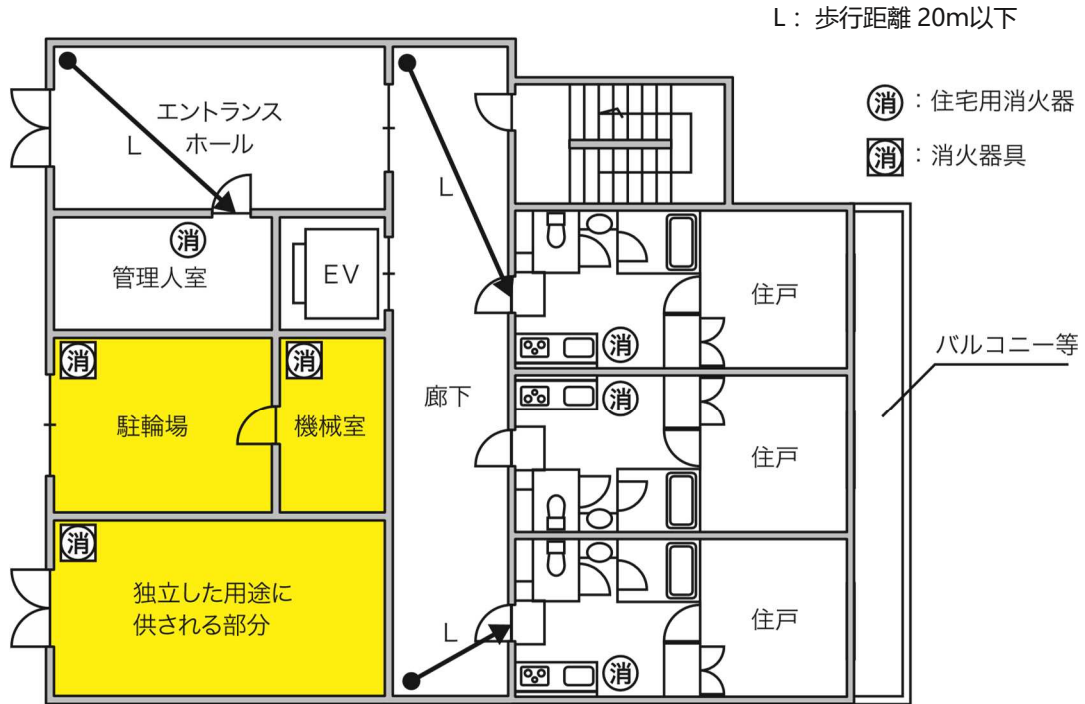 L： 歩行距離 20m以下
消 ：住宅用消火器
消 ：消火器具
エントランス
ホール
L
L
消
管理人室
EV
住戸
消
バルコニー等
消
消
消
駐輪場
機械室
廊下
住戸
消
独立した用途に
供される部分
L
住戸
消